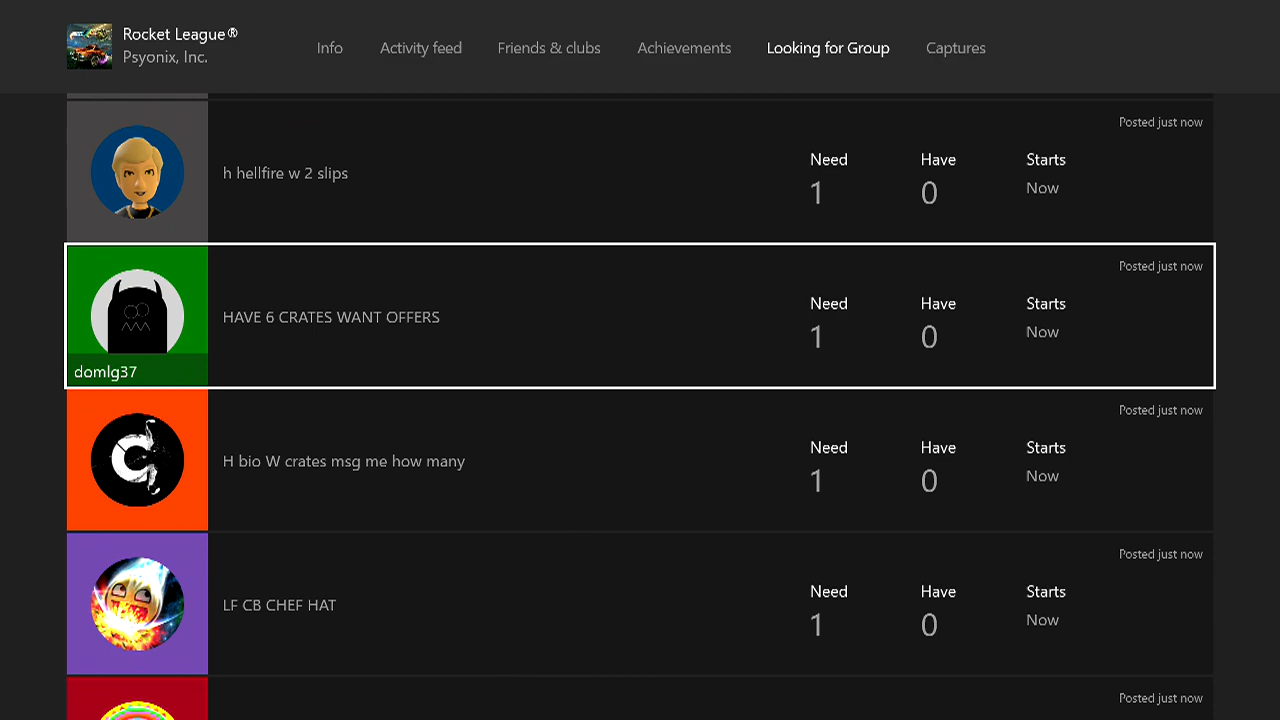 Rocket League®
Psyonix, Inc.
Info Activity feed Friends & clubs Achievements Looking for Group Captures
Posted just now
h hellfire w 2 slips
Need Have Starts
1 0 Now
Posted just now
HAVE 6 CRATES WANT OFFERS
Need Have Starts
1 0 Now
domlg37
Posted just now
H bio W crates msg me how many
Need Have Starts
1 0 Now
Posted just now
LF CB CHEF HAT
Need Have Starts
1 0 Now
Posted just now